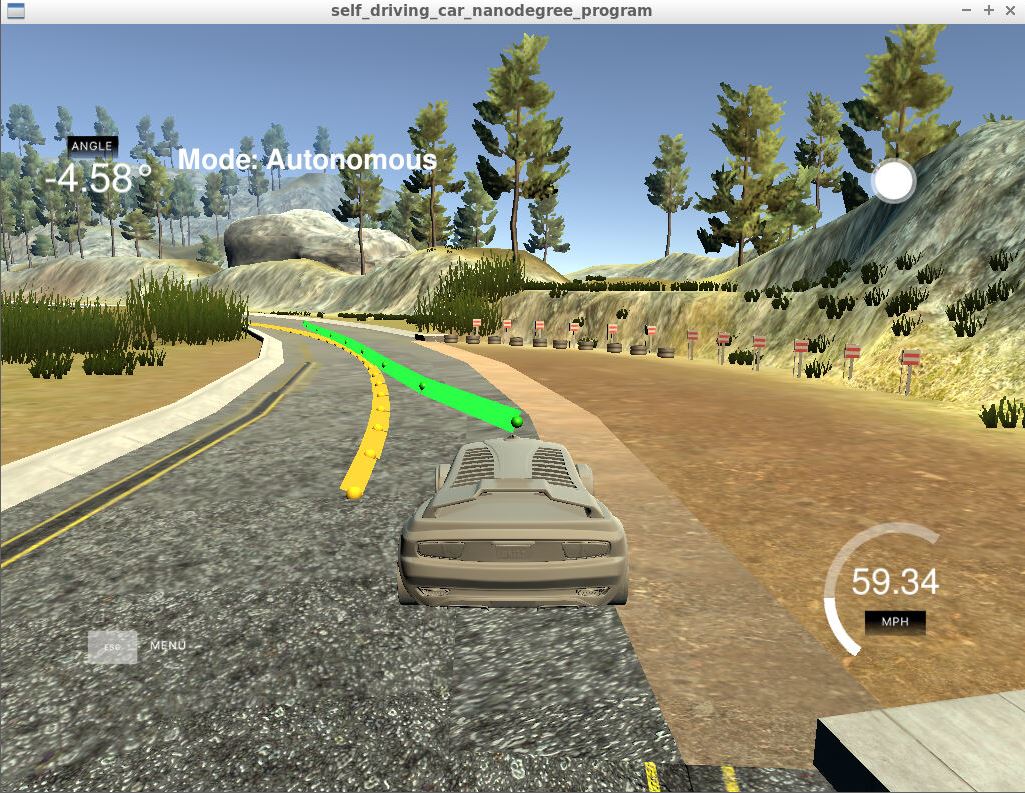 self_driving_car_nanodegree_program
ANGLE
-4.58°
Mode: Autonomous
59.34
MPH
ESC
MENU